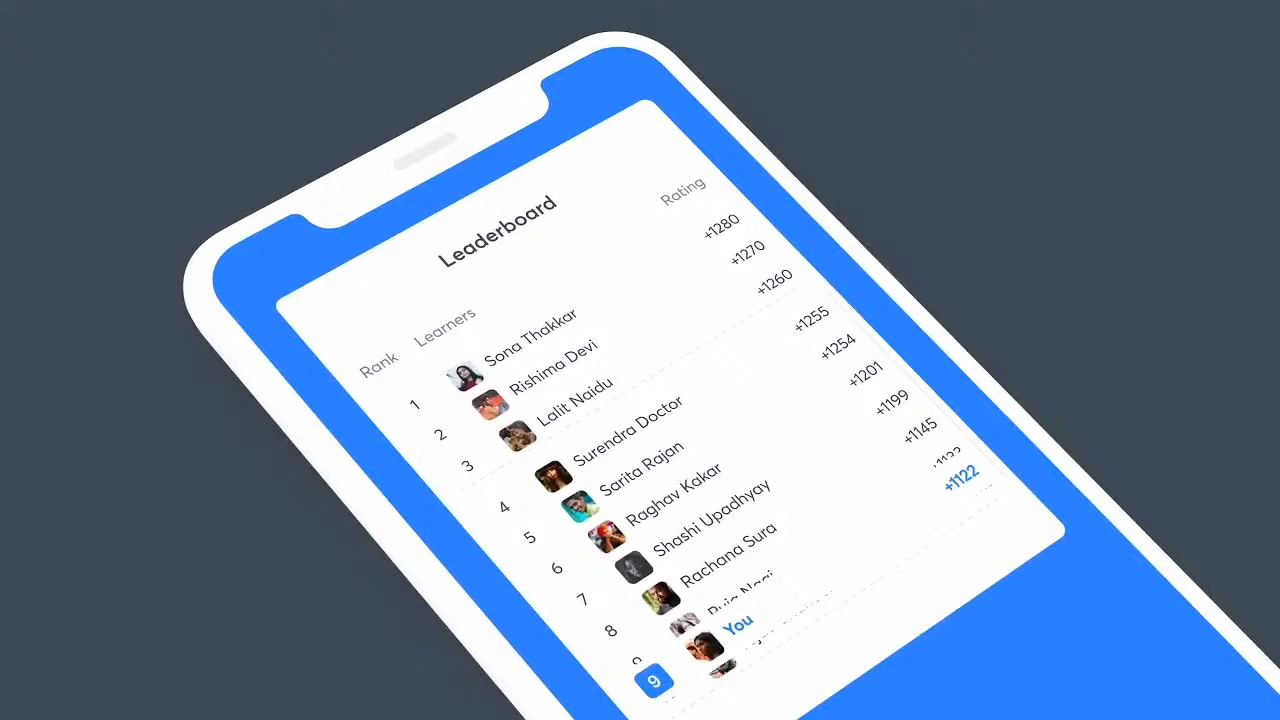 Leaderboard
Rank Learners Rating
1 Sona Thakkar +1280
2 Rishima Devi +1270
3 Lalit Naidu +1260
4 Surendra Doctor +1255
5 Sarita Rajan +1254
6 Raghav Kakar +1201
7 Shashi Upadhyay +1199
8 Rachana Sura +1145
9 You +1122